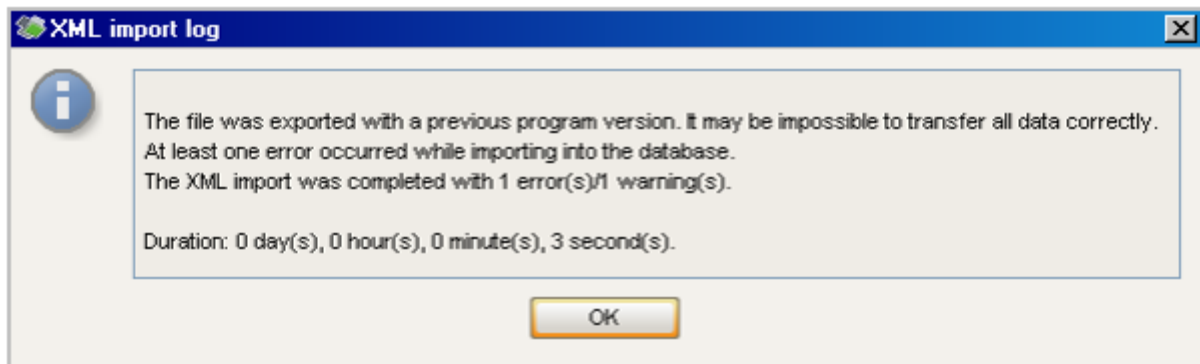 XML import log
The file was exported with a previous program version. It may be impossible to transfer all data correctly.
At least one error occurred while importing into the database.
The XML import was completed with 1 error(s)/1 warning(s).
Duration: 0 day(s), 0 hour(s), 0 minute(s), 3 second(s).
OK